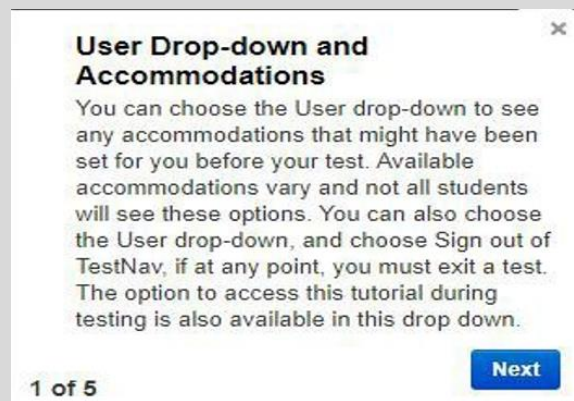 User Drop-down and
Accommodations
You can choose the User drop-down to see
any accommodations that might have been
set for you before your test. Available
accommodations vary and not all students
will see these options. You can also choose
the User drop-down, and choose Sign out of
TestNav, if at any point, you must exit a test.
The option to access this tutorial during
testing is also available in this drop down.
Next
1 of 5